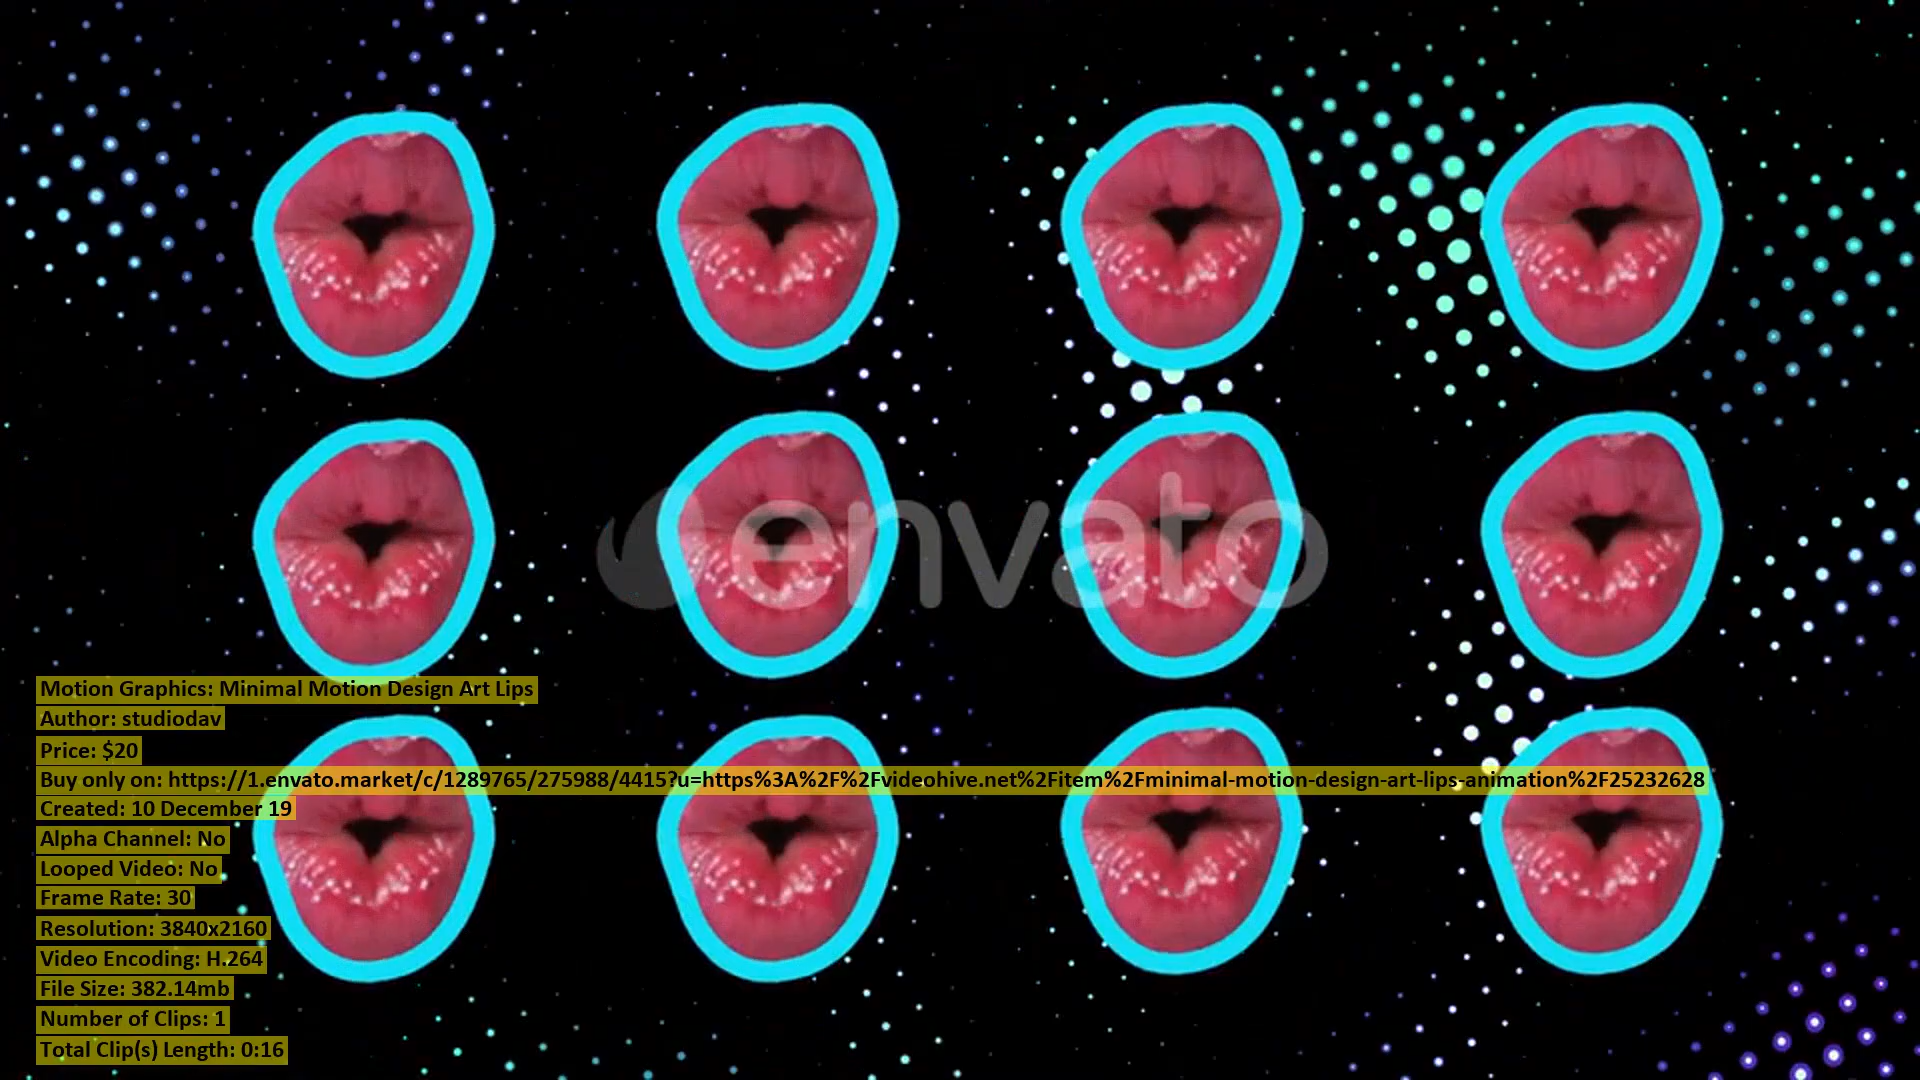 envato
Motion Graphics: Minimal Motion Design Art Lips
Author: studiodav
Price: $20
Buy only on: https://1.envato.market/c/1289765/275988/4415?u=https%3A%2F%2Fvideohive.net%2Fitem%2Fminimal-motion-design-art-lips-animation%2F25232628
Created: 10 December 19
Alpha Channel: No
Looped Video: No
Frame Rate: 30
Resolution: 3840x2160
Video Encoding: H.264
File Size: 382.14mb
Number of Clips: 1
Total Clip(s) Length: 0:16